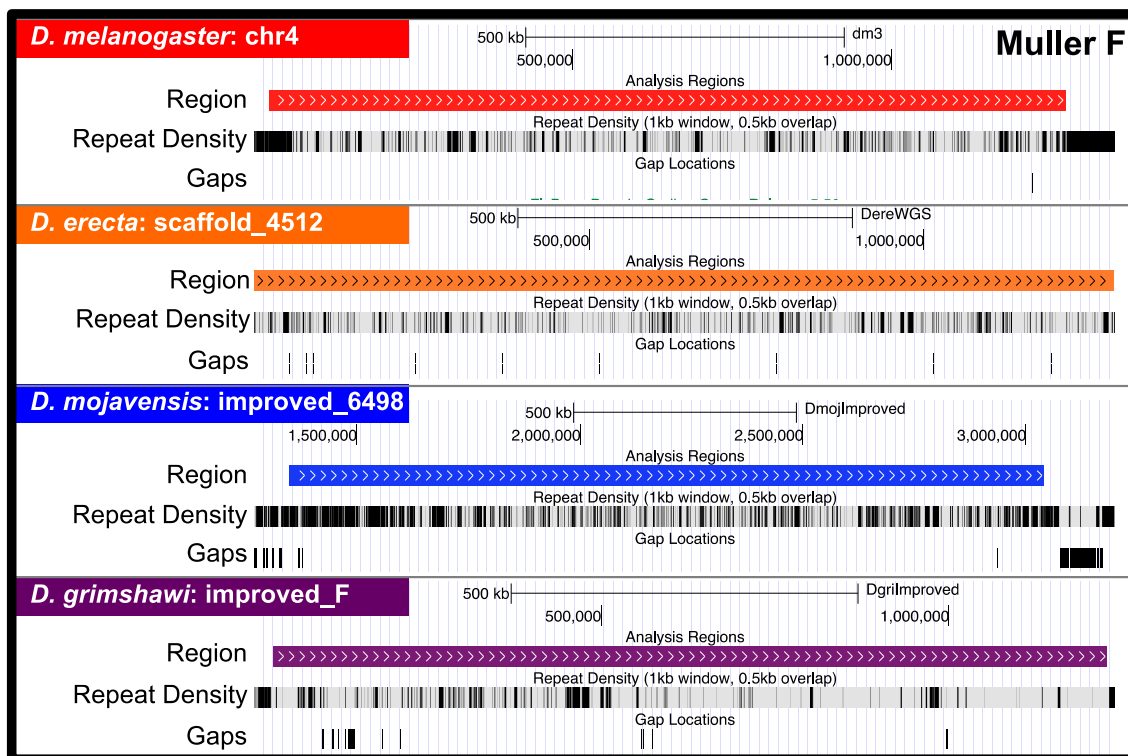 D. melanogaster: chr4
500 kb dm3
Muller F
500,000 1,000,000
Analysis Regions
Region
Repeat Density (1kb window, 0.5kb overlap)
Repeat Density
Gap Locations
Gaps
D. erecta: scaffold_4512
500 kb DereWGS
500,000 1,000,000
Analysis Regions
Region
Repeat Density (1kb window, 0.5kb overlap)
Repeat Density
Gap Locations
Gaps
D. mojavensis: improved_6498
500 kb DmojImproved
1,500,000 2,000,000 2,500,000 3,000,000
Analysis Regions
Region
Repeat Density (1kb window, 0.5kb overlap)
Repeat Density
Gap Locations
Gaps
D. grimshawi: improved_F
500 kb DgriImproved
500,000 1,000,000
Analysis Regions
Region
Repeat Density (1kb window, 0.5kb overlap)
Repeat Density
Gap Locations
Gaps